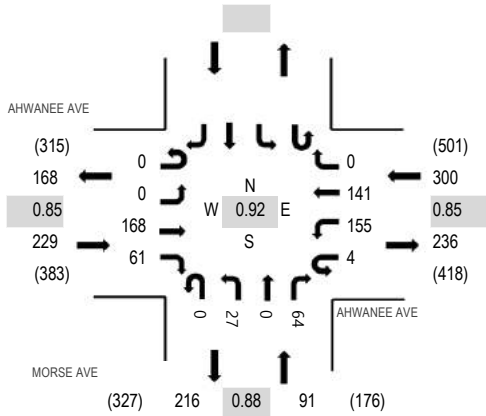 AHWANEE AVE
(315)
(501)
168
0
0
300
0
N
141
0.85
W 0.92 E
0.85
168
155
229
S
236
61
4
(383)
(418)
0 27 0 64
AHWANEE AVE
MORSE AVE
(327) 216 0.88 91 (176)